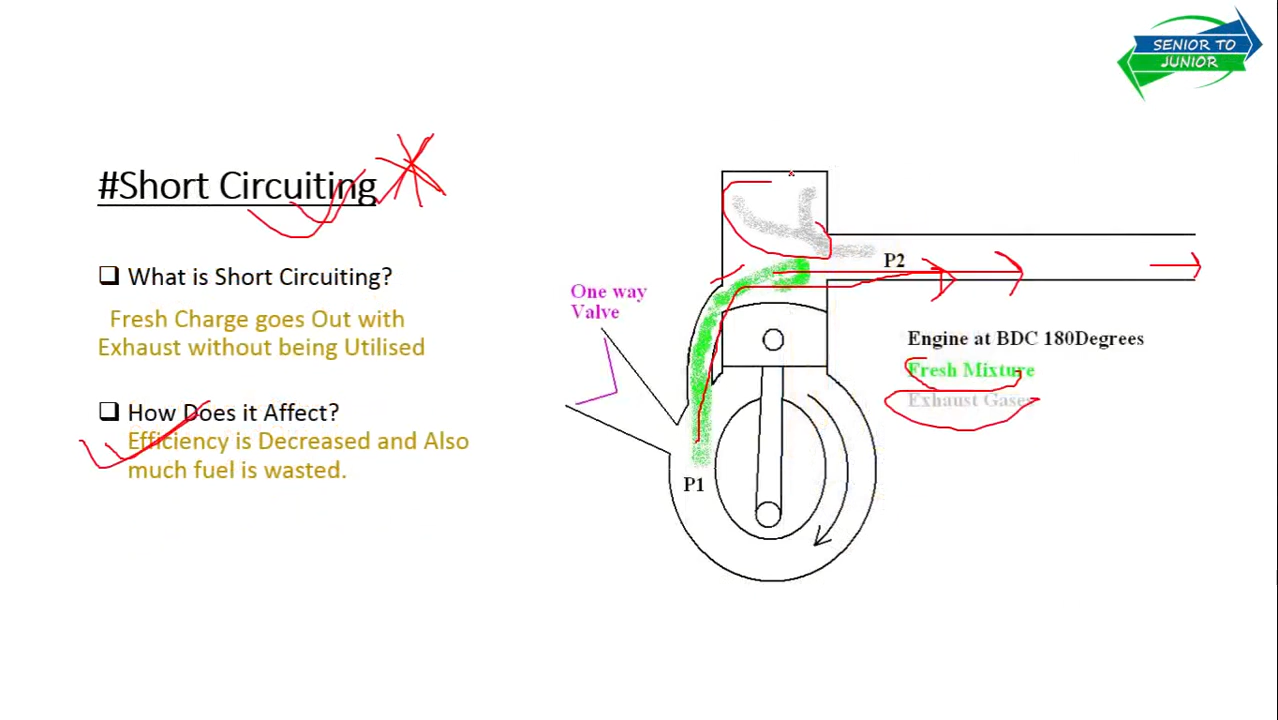 SENIOR TO
JUNIOR
#Short Circuiting
What is Short Circuiting?
Fresh Charge goes Out with
Exhaust without being Utilised
How Does it Affect?
Efficiency is Decreased and Also
much fuel is wasted.
One way
Valve
P2
Engine at BDC 180Degrees
Fresh Mixture
Exhaust Gases
P1